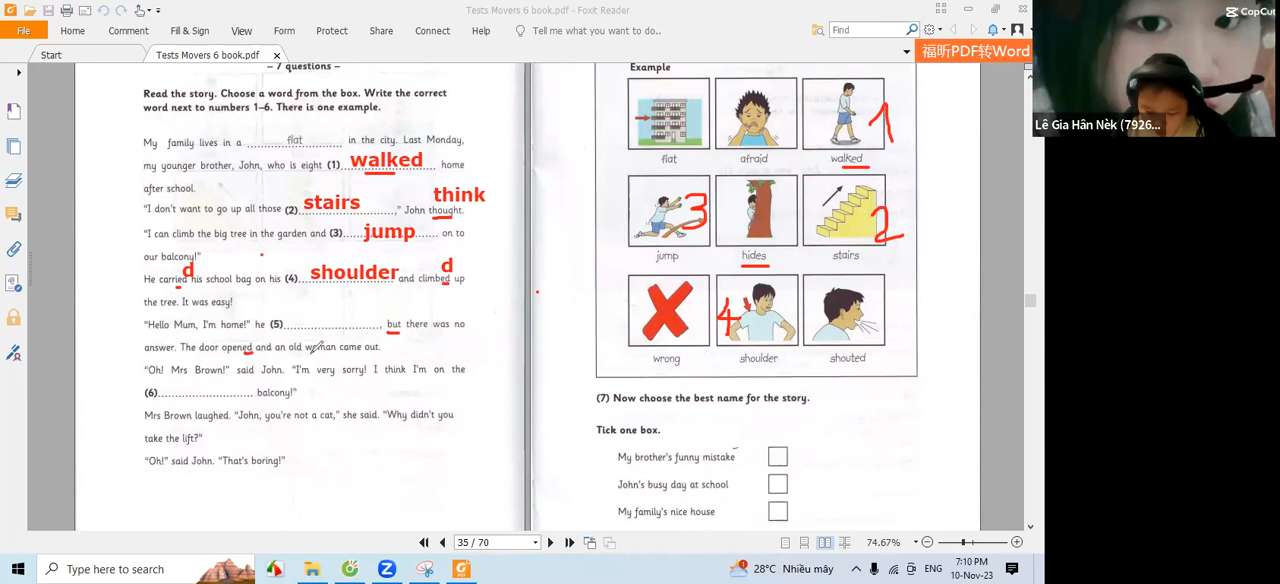 Tests Movers 6 book.pdf - Foxit Reader
File Home Comment Fill & Sign View Form Protect Share Connect Help Tell me what you want to do.. Find
Start Tests Movers 6 book.pdf
福昕PDF转Word
CapCut
Lê Gia Hân Nèk (7926...
– 7 questions –
Read the story. Choose a word from the box. Write the correct
word next to numbers 1–6. There is one example.
My family lives in a flat in the city. Last Monday,
my younger brother, John, who is eight (1) walked home
after school.
think
"I don't want to go up all those (2) stairs ," John thought.
"I can climb the big tree in the garden and (3) jump on to
our balcony!"
d d
He carried his school bag on his (4) shoulder and climbed up
the tree. It was easy!
"Hello Mum, I'm home!" he (5) but there was no
answer. The door opened and an old woman came out.
"Oh! Mrs Brown!" said John. "I'm very sorry! I think I'm on the
(6) balcony!"
Mrs Brown laughed. "John, you're not a cat," she said. "Why didn't you
take the lift?"
"Oh!" said John. "That's boring!"
Example
1
flat afraid walked
3 2
jump hides stairs
4
wrong shoulder shouted
(7) Now choose the best name for the story.
Tick one box.
My brother's funny mistake
John's busy day at school
My family's nice house
35 / 70
74.67%
Type here to search
28°C Nhiều mây
ENG
7:10 PM
10-Nov-23